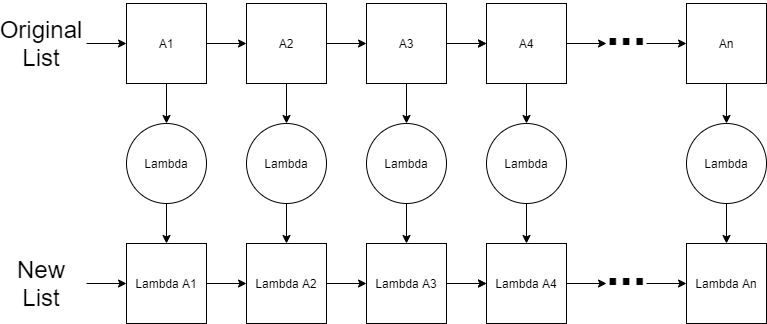 Original
List
A1
A2
A3
A4
An
Lambda
Lambda
Lambda
Lambda
Lambda
New
List
Lambda A1
Lambda A2
Lambda A3
Lambda A4
Lambda An